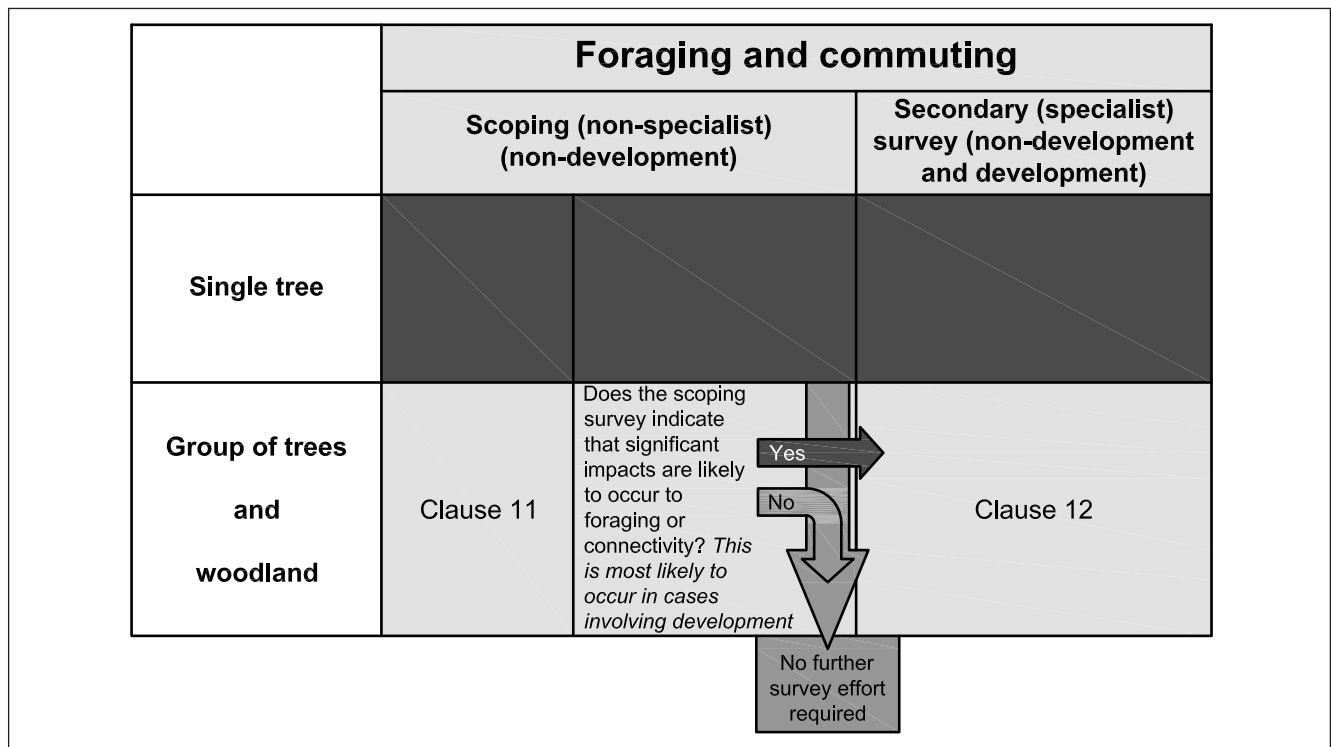 Foraging and commuting
Scoping (non-specialist)
(non-development)
Secondary (specialist)
survey (non-development
and development)
Single tree
Group of trees
and
woodland
Clause 11
Does the scoping
survey indicate
that significant
impacts are likely
to occur to
foraging or
connectivity? This
is most likely to
occur in cases
involving development
Yes
No
Clause 12
No further
survey effort
required